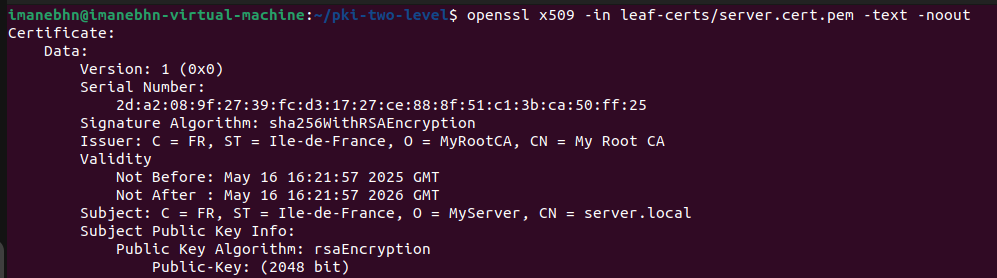 imanebhn@imanebhn-virtual-machine:~/pki-two-level$ openssl x509 -in leaf-certs/server.cert.pem -text -noout
Certificate:
    Data:
        Version: 1 (0x0)
        Serial Number:
            2d:a2:08:9f:27:39:fc:d3:17:27:ce:88:8f:51:c1:3b:ca:50:ff:25
        Signature Algorithm: sha256WithRSAEncryption
        Issuer: C = FR, ST = Ile-de-France, O = MyRootCA, CN = My Root CA
        Validity
            Not Before: May 16 16:21:57 2025 GMT
            Not After : May 16 16:21:57 2026 GMT
        Subject: C = FR, ST = Ile-de-France, O = MyServer, CN = server.local
        Subject Public Key Info:
            Public Key Algorithm: rsaEncryption
                Public-Key: (2048 bit)